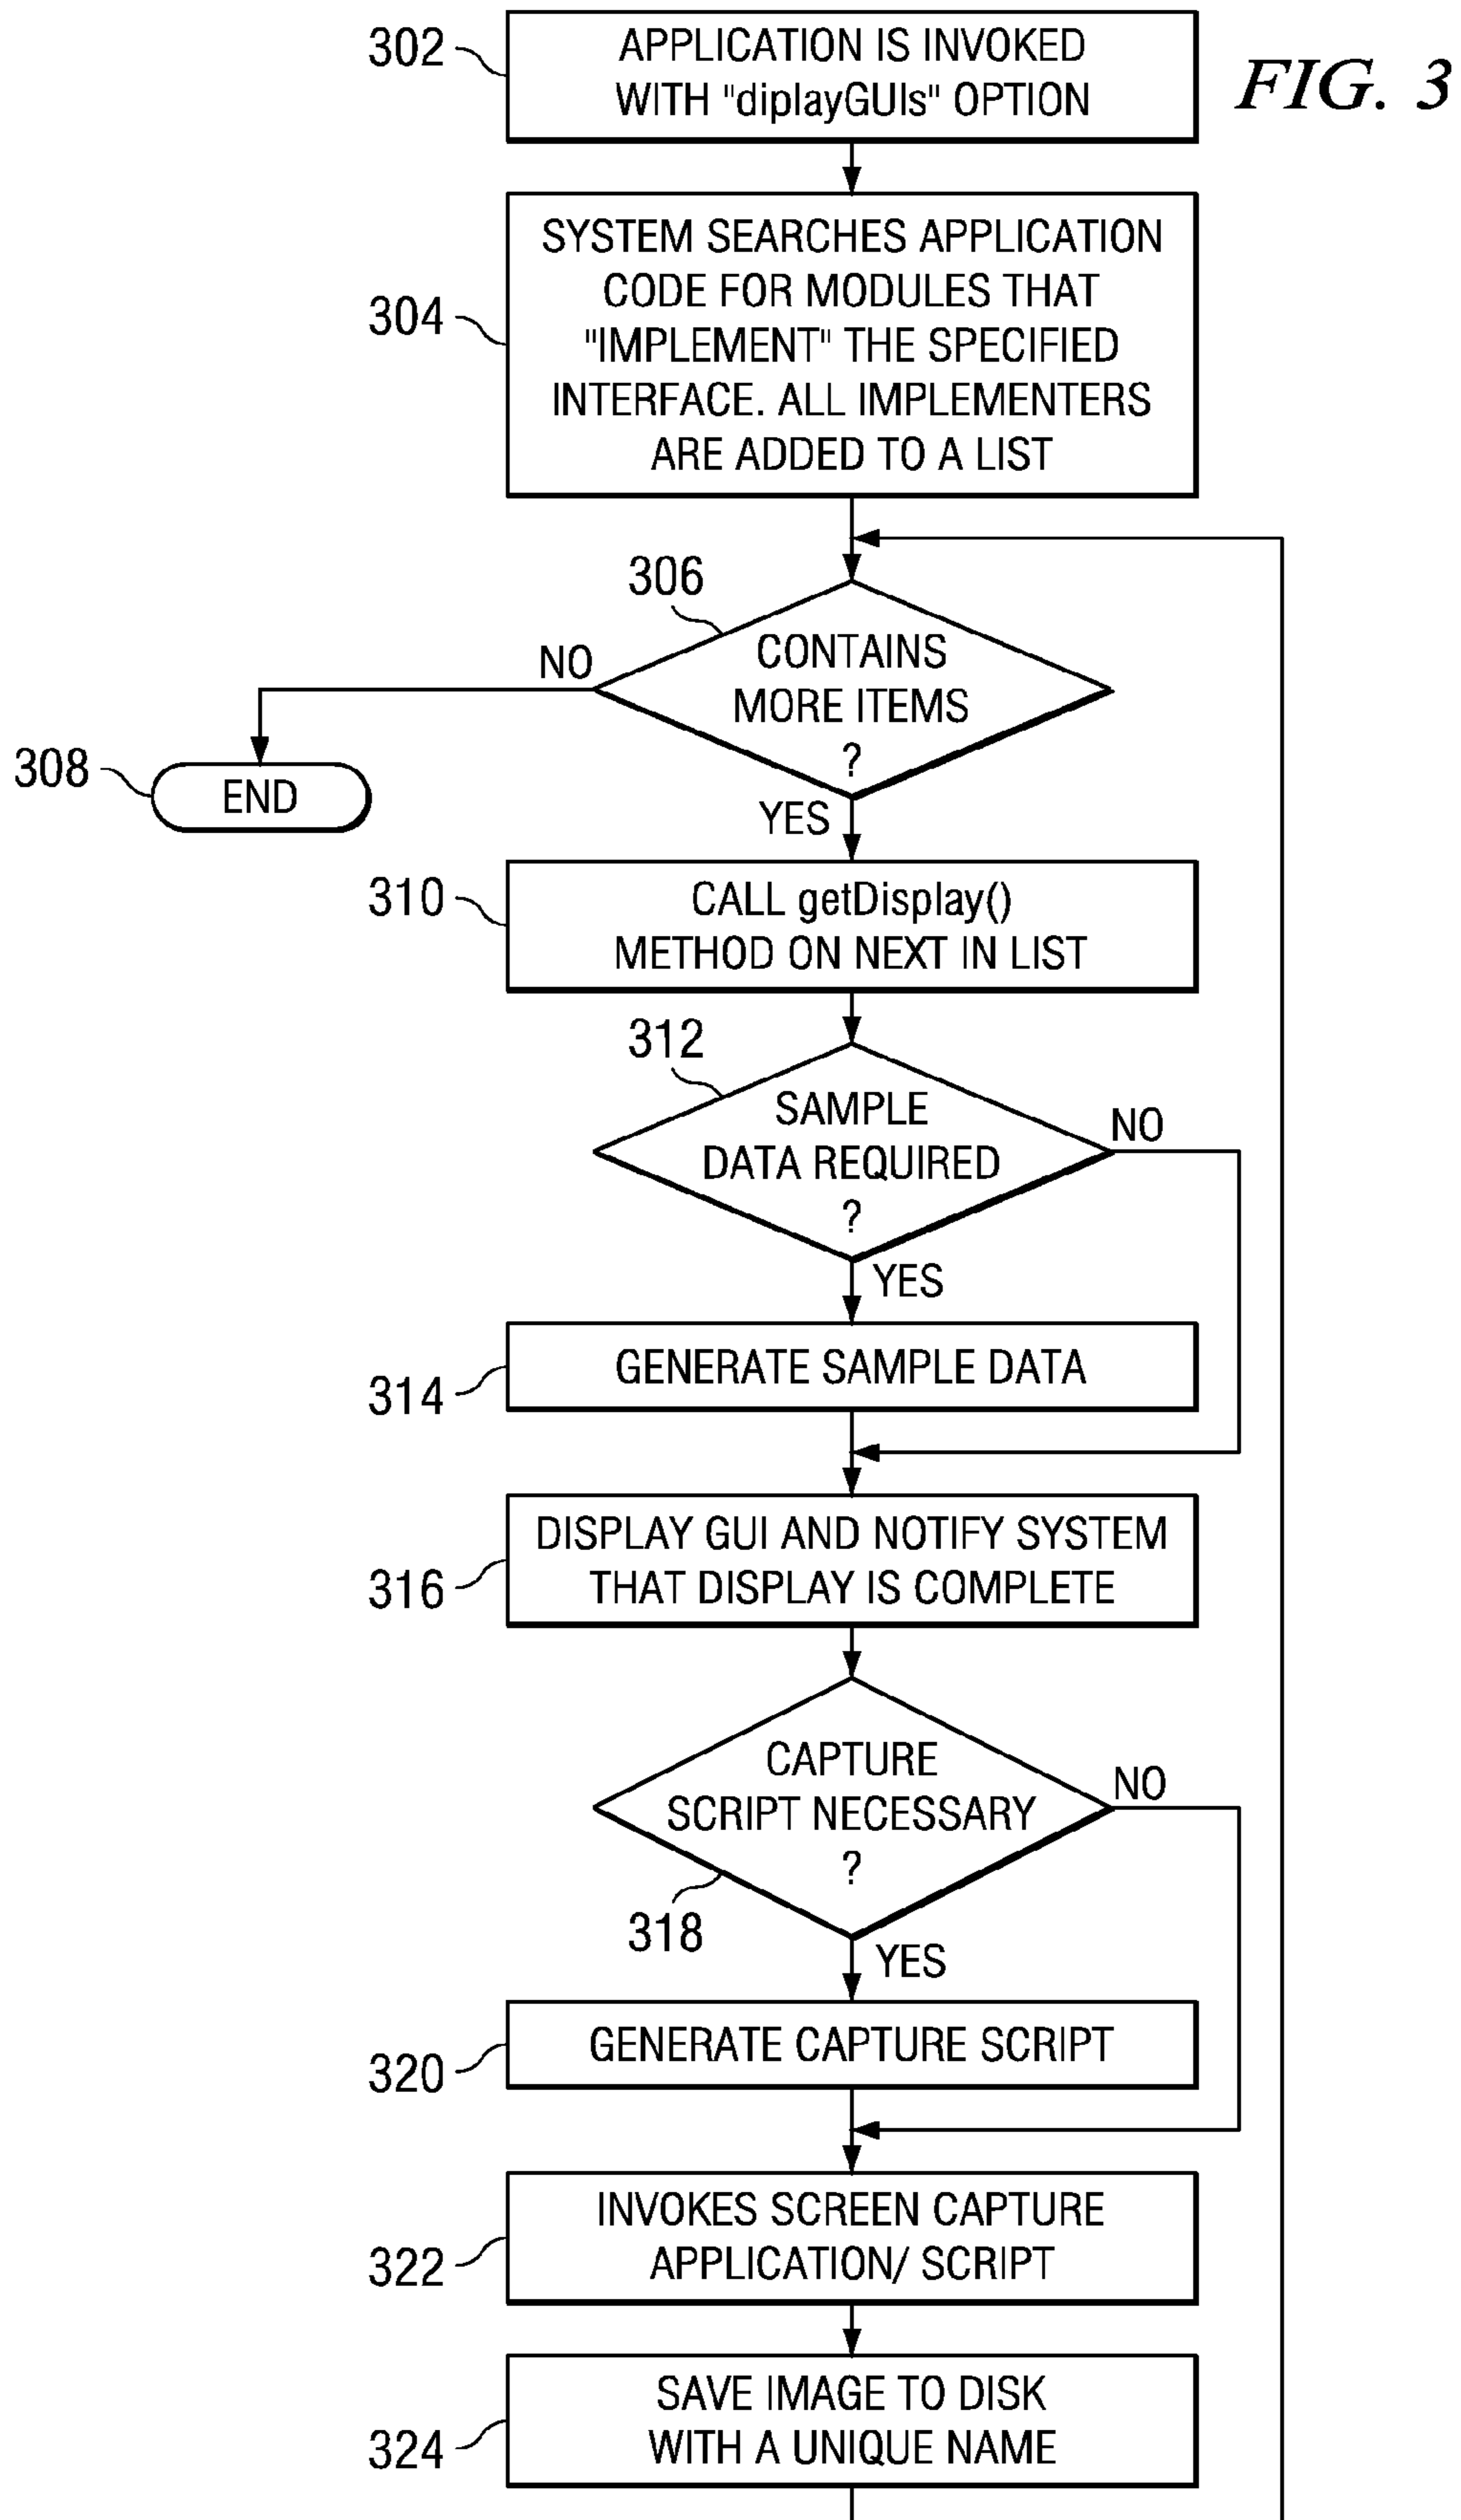 FIG. 3
302
APPLICATION IS INVOKED
WITH "diplayGUIs" OPTION
304
SYSTEM SEARCHES APPLICATION
CODE FOR MODULES THAT
"IMPLEMENT" THE SPECIFIED
INTERFACE. ALL IMPLEMENTERS
ARE ADDED TO A LIST
306
CONTAINS
MORE ITEMS
?
NO
308
END
YES
310
CALL getDisplay()
METHOD ON NEXT IN LIST
312
SAMPLE
DATA REQUIRED
?
NO
YES
314
GENERATE SAMPLE DATA
316
DISPLAY GUI AND NOTIFY SYSTEM
THAT DISPLAY IS COMPLETE
CAPTURE
SCRIPT NECESSARY
?
NO
318
YES
320
GENERATE CAPTURE SCRIPT
322
INVOKES SCREEN CAPTURE
APPLICATION/ SCRIPT
324
SAVE IMAGE TO DISK
WITH A UNIQUE NAME